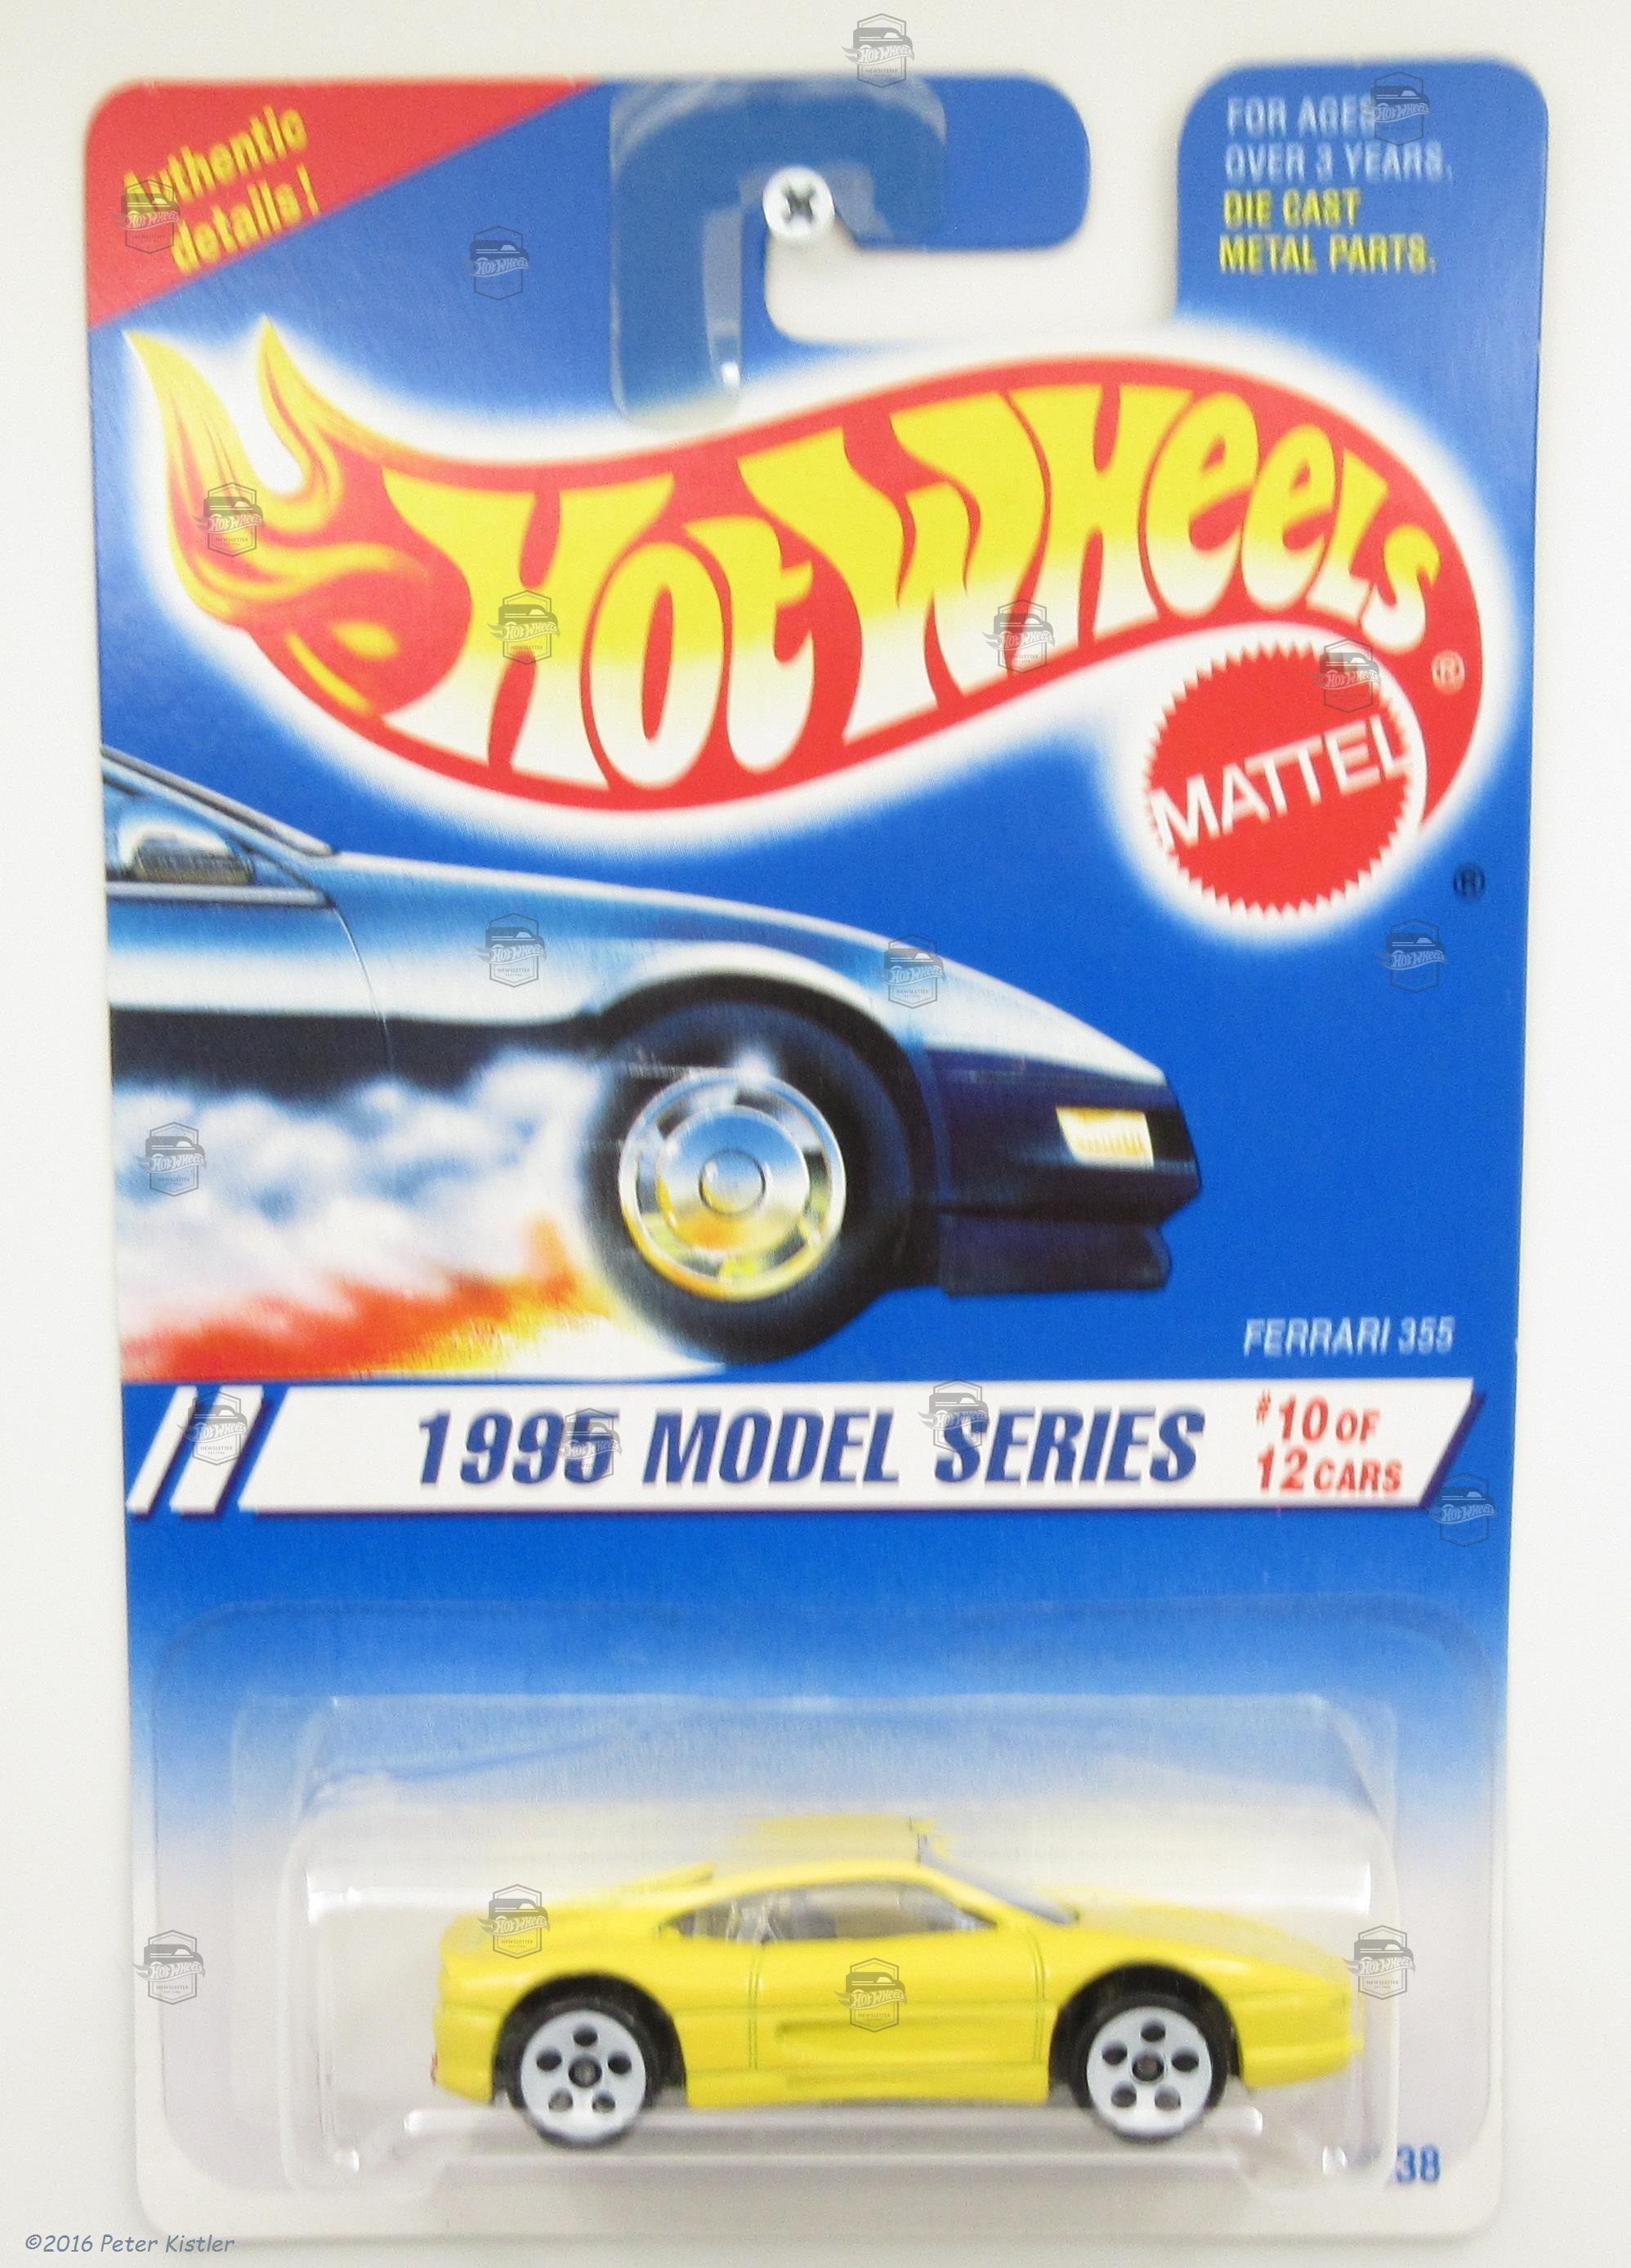 Authentic
details!
FOR AGES
OVER 3 YEARS.
DIE CAST
METAL PARTS.
Hot Wheels
®
MATTEL
®
FERRARI 355
1995 MODEL SERIES
#10 OF
12 CARS
38
©2016 Peter Kistler